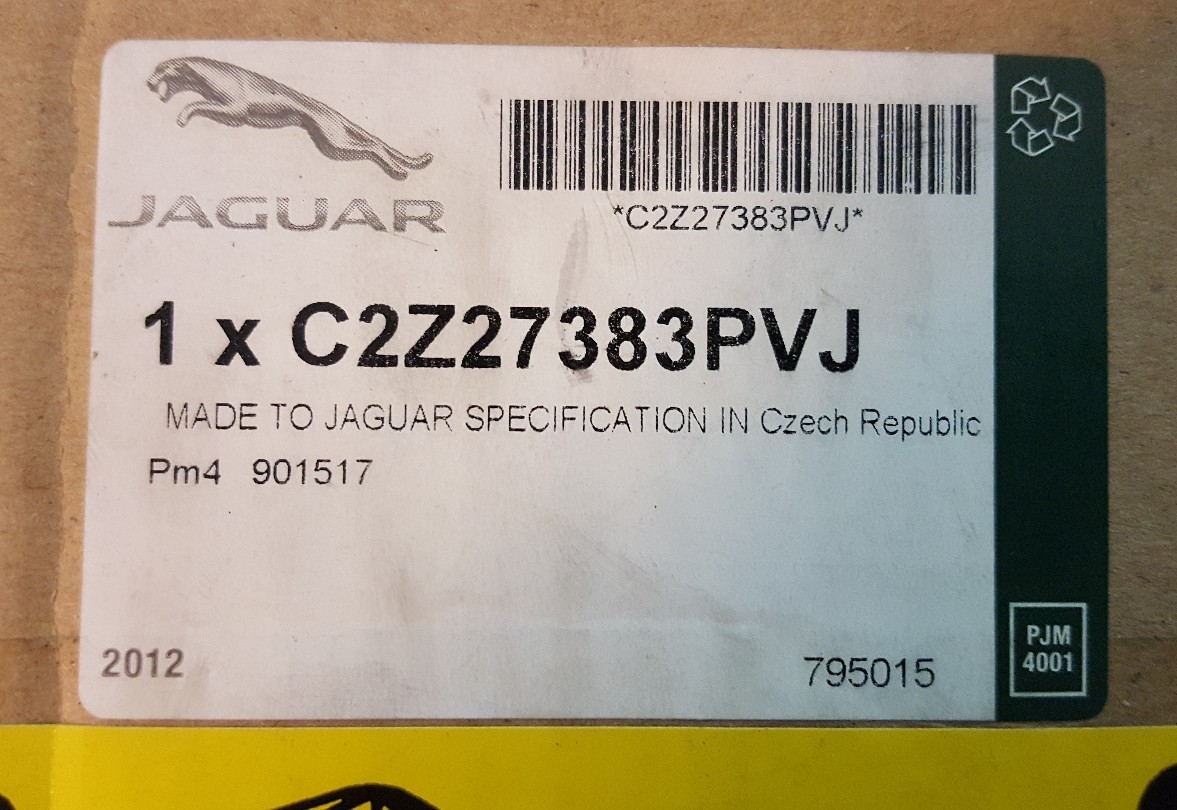 JAGUAR
*C2Z27383PVJ*
1 x C2Z27383PVJ
MADE TO JAGUAR SPECIFICATION IN Czech Republic
Pm4 901517
2012
795015
PJM
4001